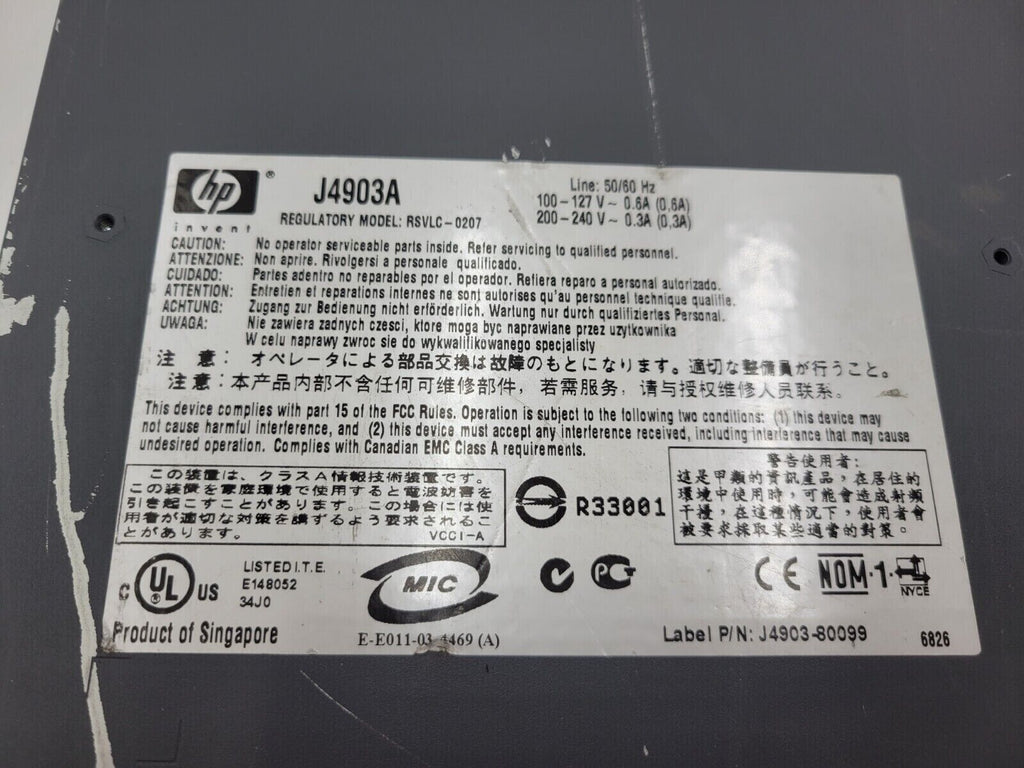 hp ®
invent
J4903A
REGULATORY MODEL: RSVLC-0207
Line: 50/60 Hz
100-127 V ~ 0.6A (0,6A)
200-240 V ~ 0.3A (0,3A)
CAUTION: No operator serviceable parts inside. Refer servicing to qualified personnel.
ATTENZIONE: Non aprire. Rivolgersi a personale qualificado.
CUIDADO: Partes adentro no reparables por el operador. Refiera reparo a personal autorizado.
ATTENTION: Entretien et reparations internes ne sont autorises qu'au personnel technique qualifie.
ACHTUNG: Zugang zur Bedienung nicht erförderlich. Wartung nur durch qualifiziertes Personal.
UWAGA: Nie zawiera zadnych czesci, ktore moga byc naprawiane przez uzytkownika
W celu naprawy zwroc sie do wykwalifikowanego specjalisty
注 意: オペレータによる部品交換は故障のもとになります。適切な整備員が行うこと。
注意:本产品内部不含任何可维修部件，若需服务，请与授权维修人员联系。
This device complies with part 15 of the FCC Rules. Operation is subject to the following two conditions: (1) this device may
not cause harmful interference, and (2) this device must accept any interference received, including interference that may cause
undesired operation. Complies with Canadian EMC Class A requirements.
この装置は、クラスA情報技術装置です。
この装置を家庭環境で使用すると電波妨害を
引き起こすことがあります。この場合には使
用者が適切な対策を講ずるよう要求されるこ
とがあります。 VCCI-A
R33001
警告使用者:
這是甲類的資訊產品，在居住的
環境中使用時，可能會造成射頻
干擾，在這種情況下，使用者會
被要求採取某些適當的對策。
C UL ® US
LISTED I.T.E.
E148052
34J0
MIC
E-E011-03-4469 (A)
PCT
CE
NOM-1-
NYCE
Product of Singapore
Label P/N: J4903-80099
6826